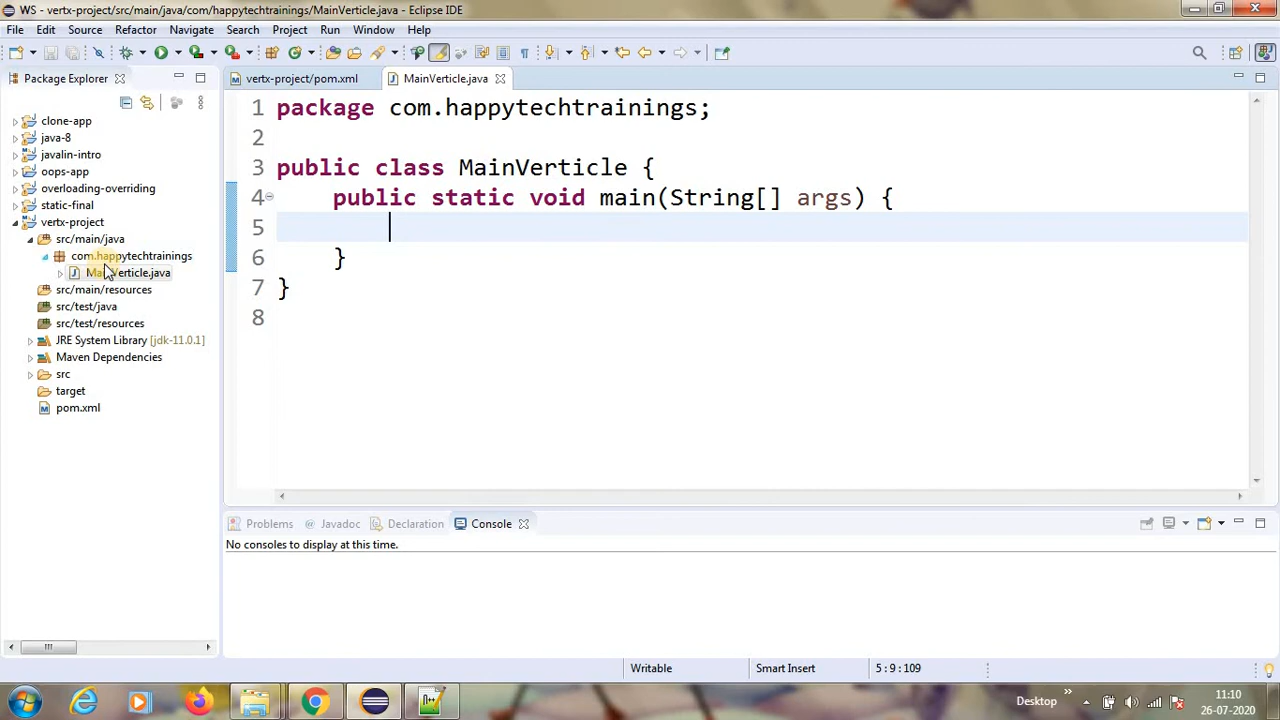 WS - vertx-project/src/main/java/com/happytechtrainings/MainVerticle.java - Eclipse IDE
File Edit Source Refactor Navigate Search Project Run Window Help
Package Explorer
vertx-project/pom.xml
MainVerticle.java
clone-app
java-8
javalin-intro
oops-app
overloading-overriding
static-final
vertx-project
src/main/java
com.happytechtrainings
MainVerticle.java
src/main/resources
src/test/java
src/test/resources
JRE System Library [jdk-11.0.1]
Maven Dependencies
src
target
pom.xml
1 package com.happytechtrainings;
2
3 public class MainVerticle {
4 public static void main(String[] args) {
5
6 }
7 }
8
Problems @ Javadoc Declaration Console
No consoles to display at this time.
Writable Smart Insert 5 : 9 : 109
Desktop
11:10
26-07-2020